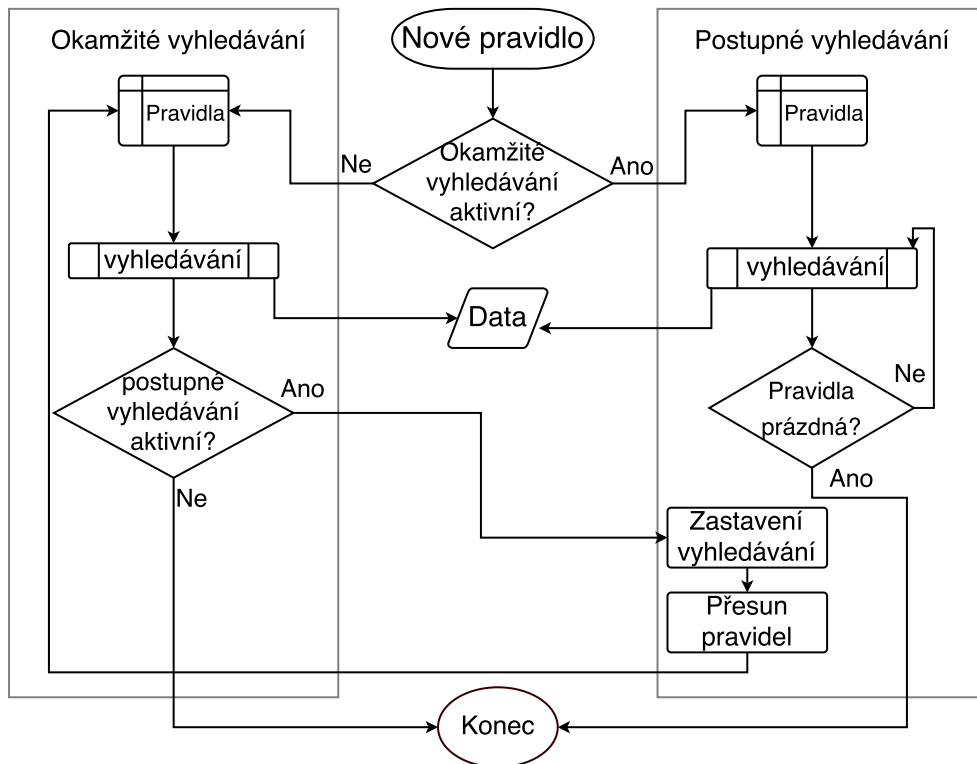 Okamžité vyhledávání
Nové pravidlo
Postupné vyhledávání
Pravidla
Pravidla
Ne
Okamžité
vyhledávání
aktivní?
Ano
vyhledávání
vyhledávání
Data
postupné
vyhledávání
aktivní?
Ano
Pravidla
prázdná?
Ne
Ne
Ano
Zastavení
vyhledávání
Přesun
pravidel
Konec